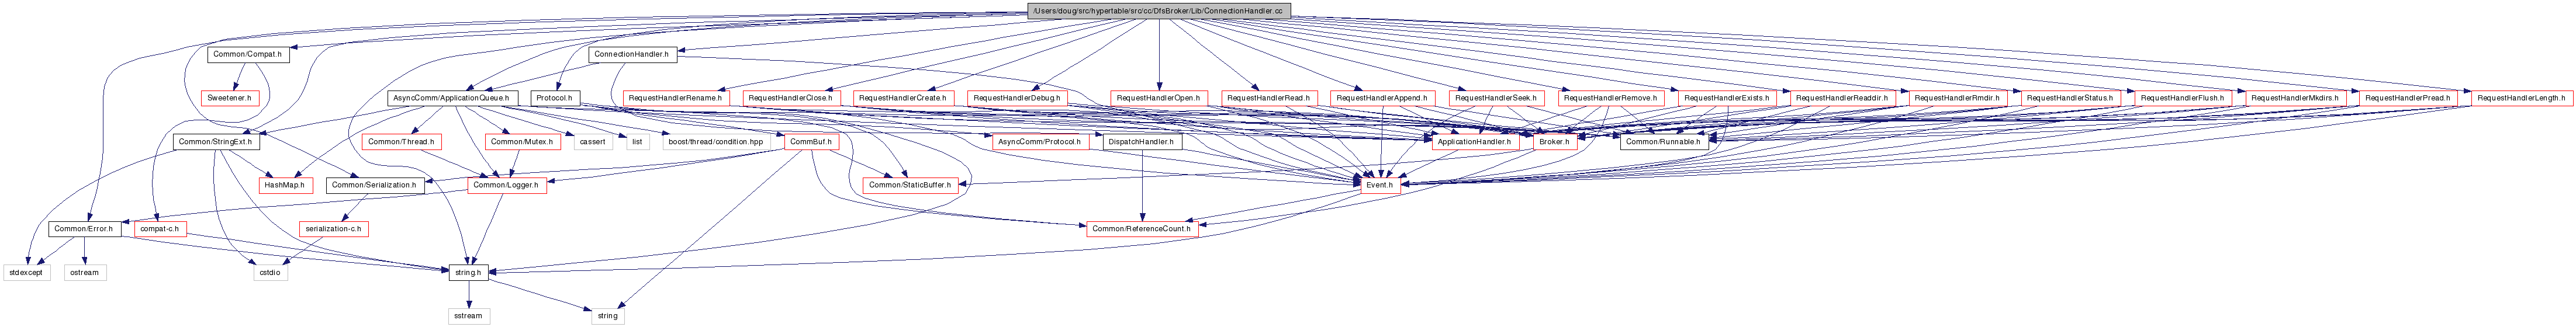 /Users/doug/src/hypertable/src/cc/DfsBroker/Lib/ConnectionHandler.cc
Common/Compat.h
ConnectionHandler.h
Sweetener.h
AsyncComm/ApplicationQueue.h
Protocol.h
RequestHandlerRename.h
RequestHandlerClose.h
RequestHandlerCreate.h
RequestHandlerDebug.h
RequestHandlerOpen.h
RequestHandlerRead.h
RequestHandlerAppend.h
RequestHandlerSeek.h
RequestHandlerRemove.h
RequestHandlerExists.h
RequestHandlerReaddir.h
RequestHandlerRmdir.h
RequestHandlerStatus.h
RequestHandlerFlush.h
RequestHandlerMkdirs.h
RequestHandlerPread.h
RequestHandlerLength.h
Common/StringExt.h
Common/Thread.h
Common/Mutex.h
cassert
list
boost/thread/condition.hpp
CommBuf.h
AsyncComm/Protocol.h
DispatchHandler.h
ApplicationHandler.h
Broker.h
Common/Runnable.h
HashMap.h
Common/Serialization.h
Common/Logger.h
Common/StaticBuffer.h
Event.h
Common/Error.h
compat-c.h
serialization-c.h
Common/ReferenceCount.h
stdexcept
ostream
cstdio
string.h
sstream
string